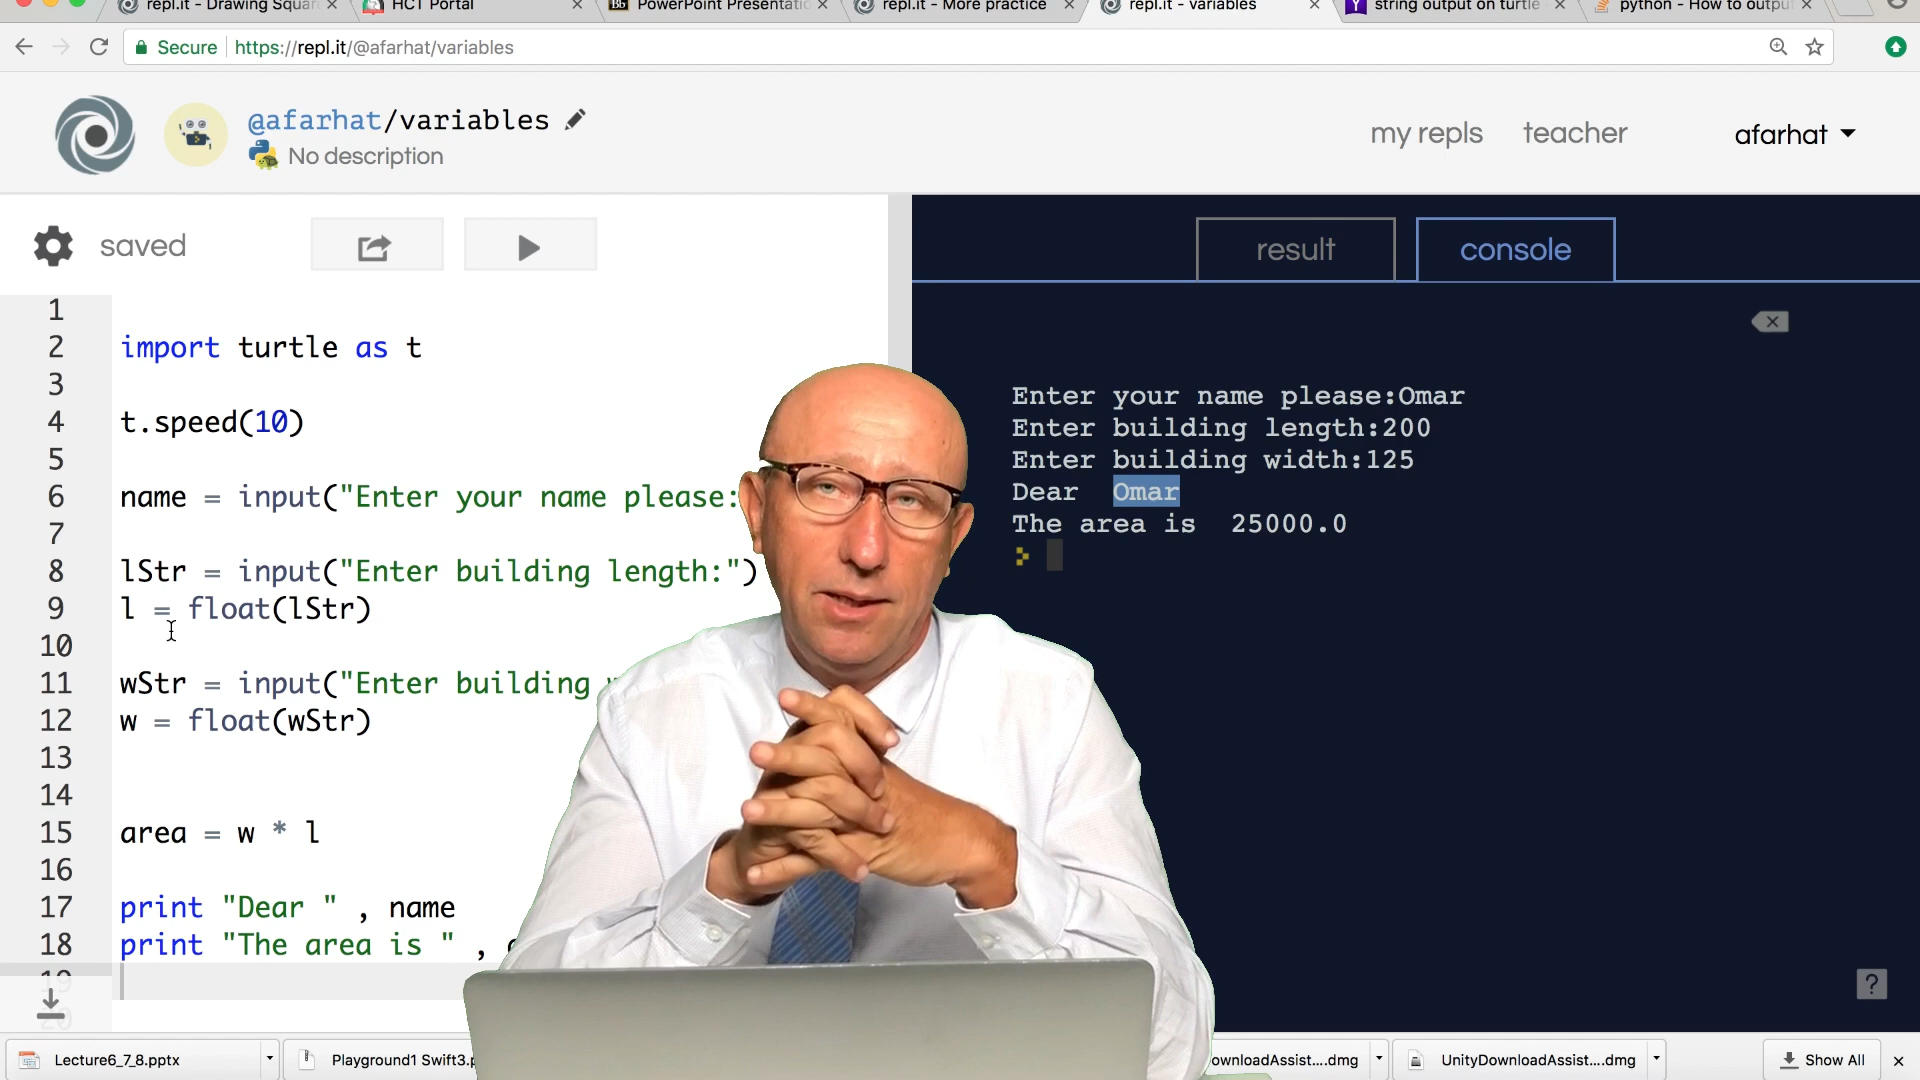 repl.it - Drawing Squar
HCT Portal
PowerPoint Presentatio
repl.it - More practice
repl.it - variables
string output on turtle
python - How to output
Secure
https://repl.it/@afarhat/variables
@afarhat/variables
No description
my repls
teacher
afarhat
saved
result
console
1
2 import turtle as t
3
4 t.speed(10)
5
6 name = input("Enter your name please:
7
8 lStr = input("Enter building length:")
9 l = float(lStr)
10
11 wStr = input("Enter building
12 w = float(wStr)
13
14
15 area = w * l
16
17 print "Dear " , name
18 print "The area is " ,
19
20
Enter your name please:Omar
Enter building length:200
Enter building width:125
Dear  Omar
The area is  25000.0
?
Lecture6_7_8.pptx
Playground1 Swift3.p
ownloadAssist....dmg
UnityDownloadAssist....dmg
Show All